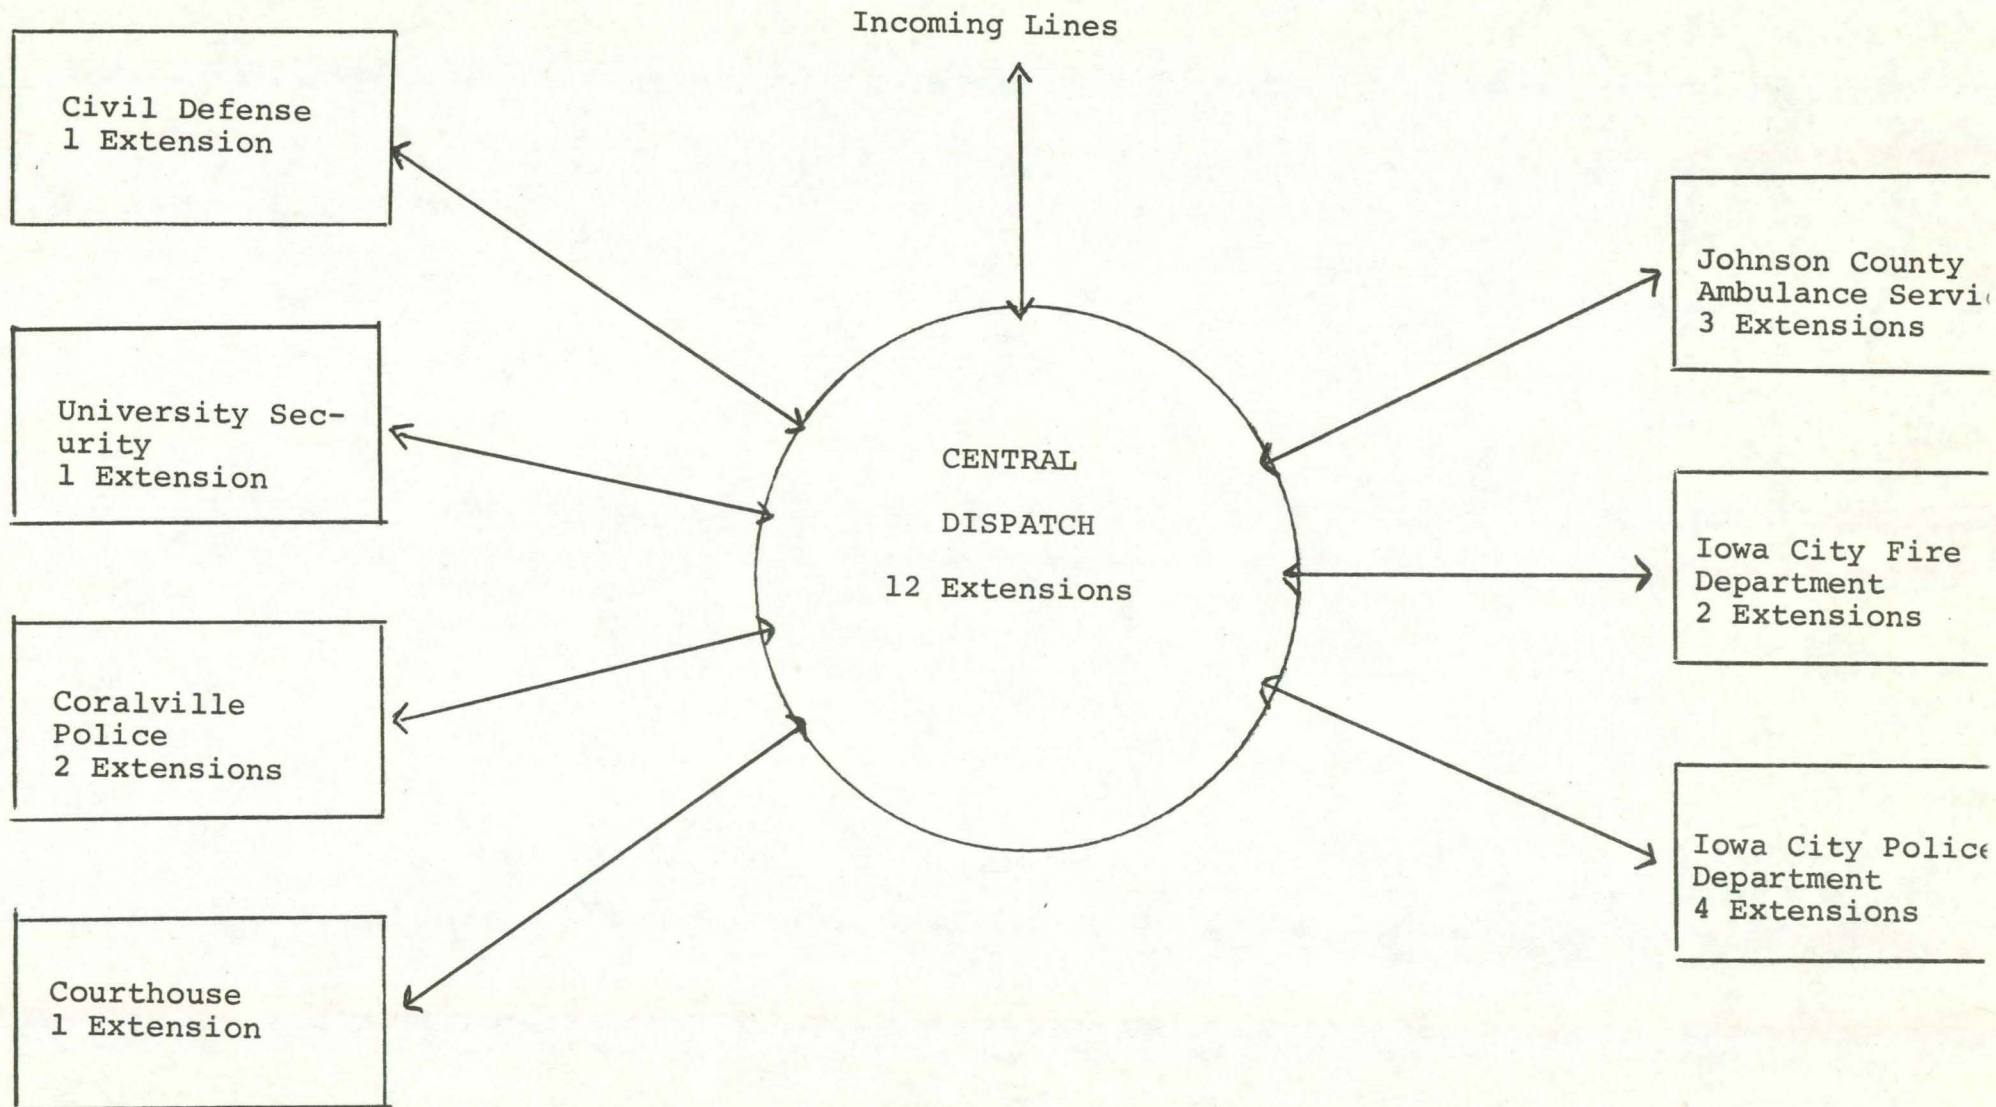 Incoming Lines
Civil Defense
1 Extension
University Sec-
urity
1 Extension
Coralville
Police
2 Extensions
Courthouse
1 Extension
CENTRAL
DISPATCH
12 Extensions
Johnson County
Ambulance Servic
3 Extensions
Iowa City Fire
Department
2 Extensions
Iowa City Police
Department
4 Extensions